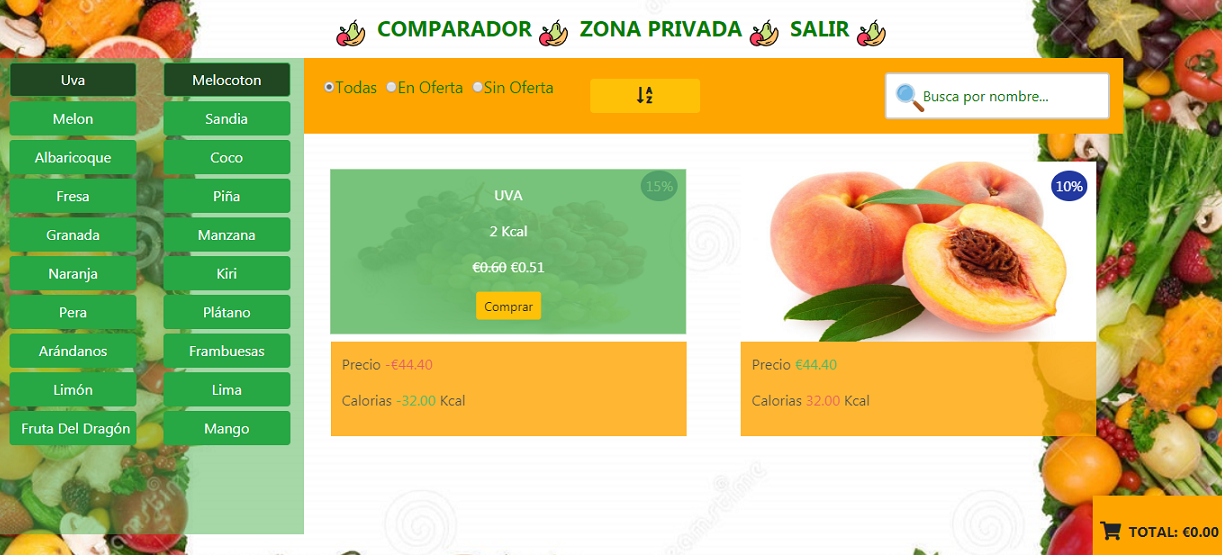 COMPARADOR ZONA PRIVADA SALIR
Uva Melocoton
Melon Sandia
Albaricoque Coco
Fresa Piña
Granada Manzana
Naranja Kiri
Pera Plátano
Arándanos Frambuesas
Limón Lima
Fruta Del Dragón Mango
Todas En Oferta Sin Oferta
A
Z
Busca por nombre...
15%
UVA
2 Kcal
€0.60 €0.51
Comprar
Precio -€44.40
Calorias -32.00 Kcal
10%
Precio €44.40
Calorias 32.00 Kcal
TOTAL: €0.00